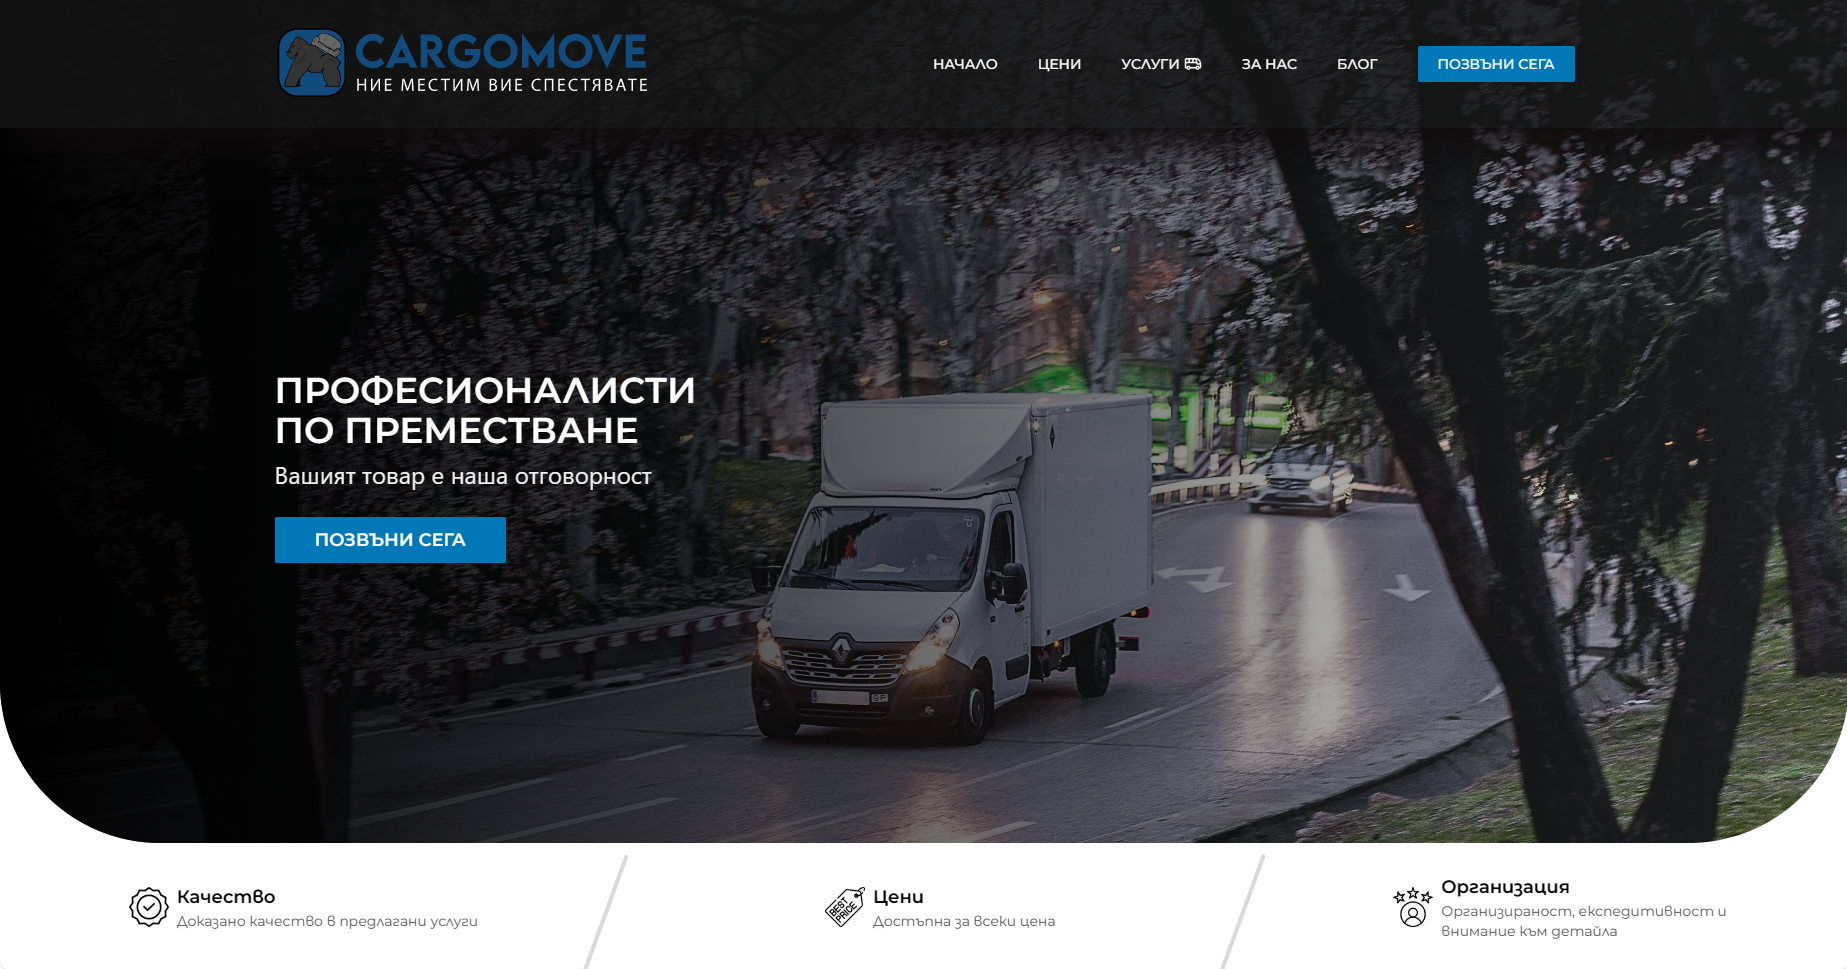 CARGOMOVE
НИЕ МЕСТИМ ВИЕ СПЕСТЯВАТЕ
НАЧАЛО
ЦЕНИ
УСЛУГИ
ЗА НАС
БЛОГ
ПОЗВЪНИ СЕГА
ПРОФЕСИОНАЛИСТИ
ПО ПРЕМЕСТВАНЕ
Вашият товар е наша отговорност
ПОЗВЪНИ СЕГА
Качество
Доказано качество в предлагани услуги
BEST
PRICE
Цени
Достъпна за всеки цена
Организация
Организираност, експедитивност и
внимание към детайла